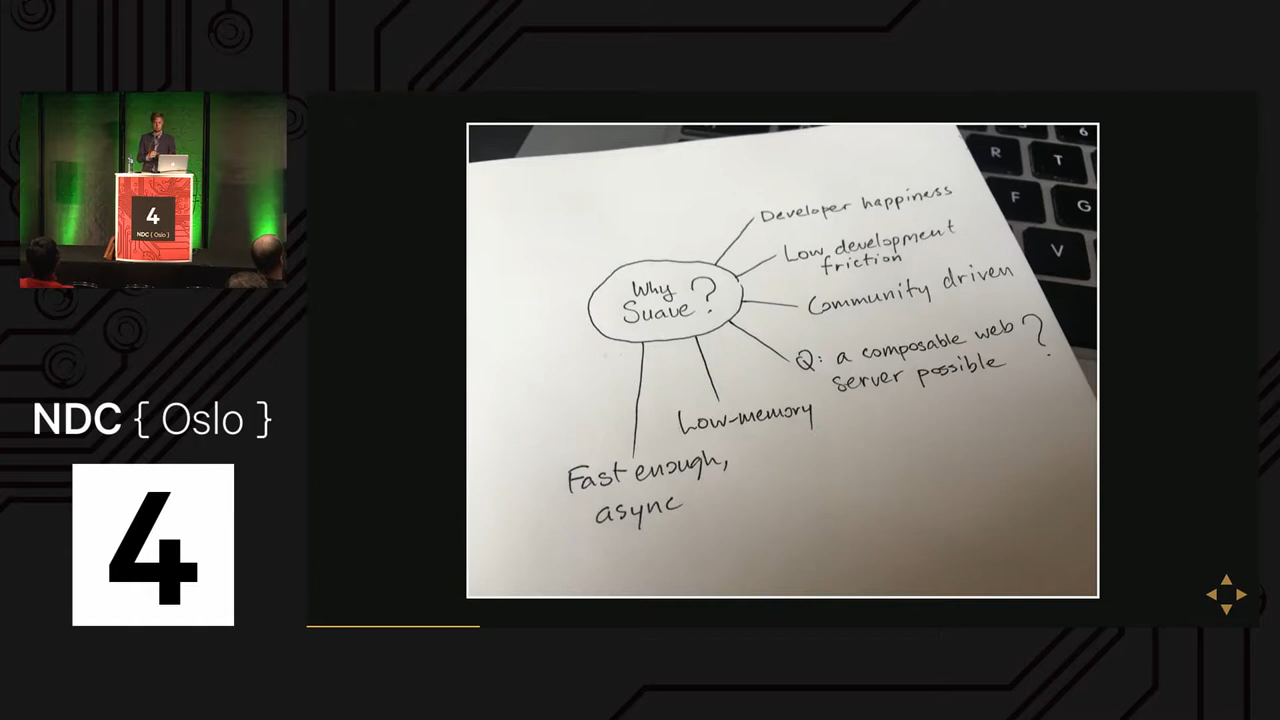 4
NDC { Oslo }
NDC { Oslo }
4
Why
Suave ?
Developer happiness
Low development
friction
Community driven
Q: a composable web
server possible ?
Low-memory
Fast enough,
async
6
R
T
F
G
V